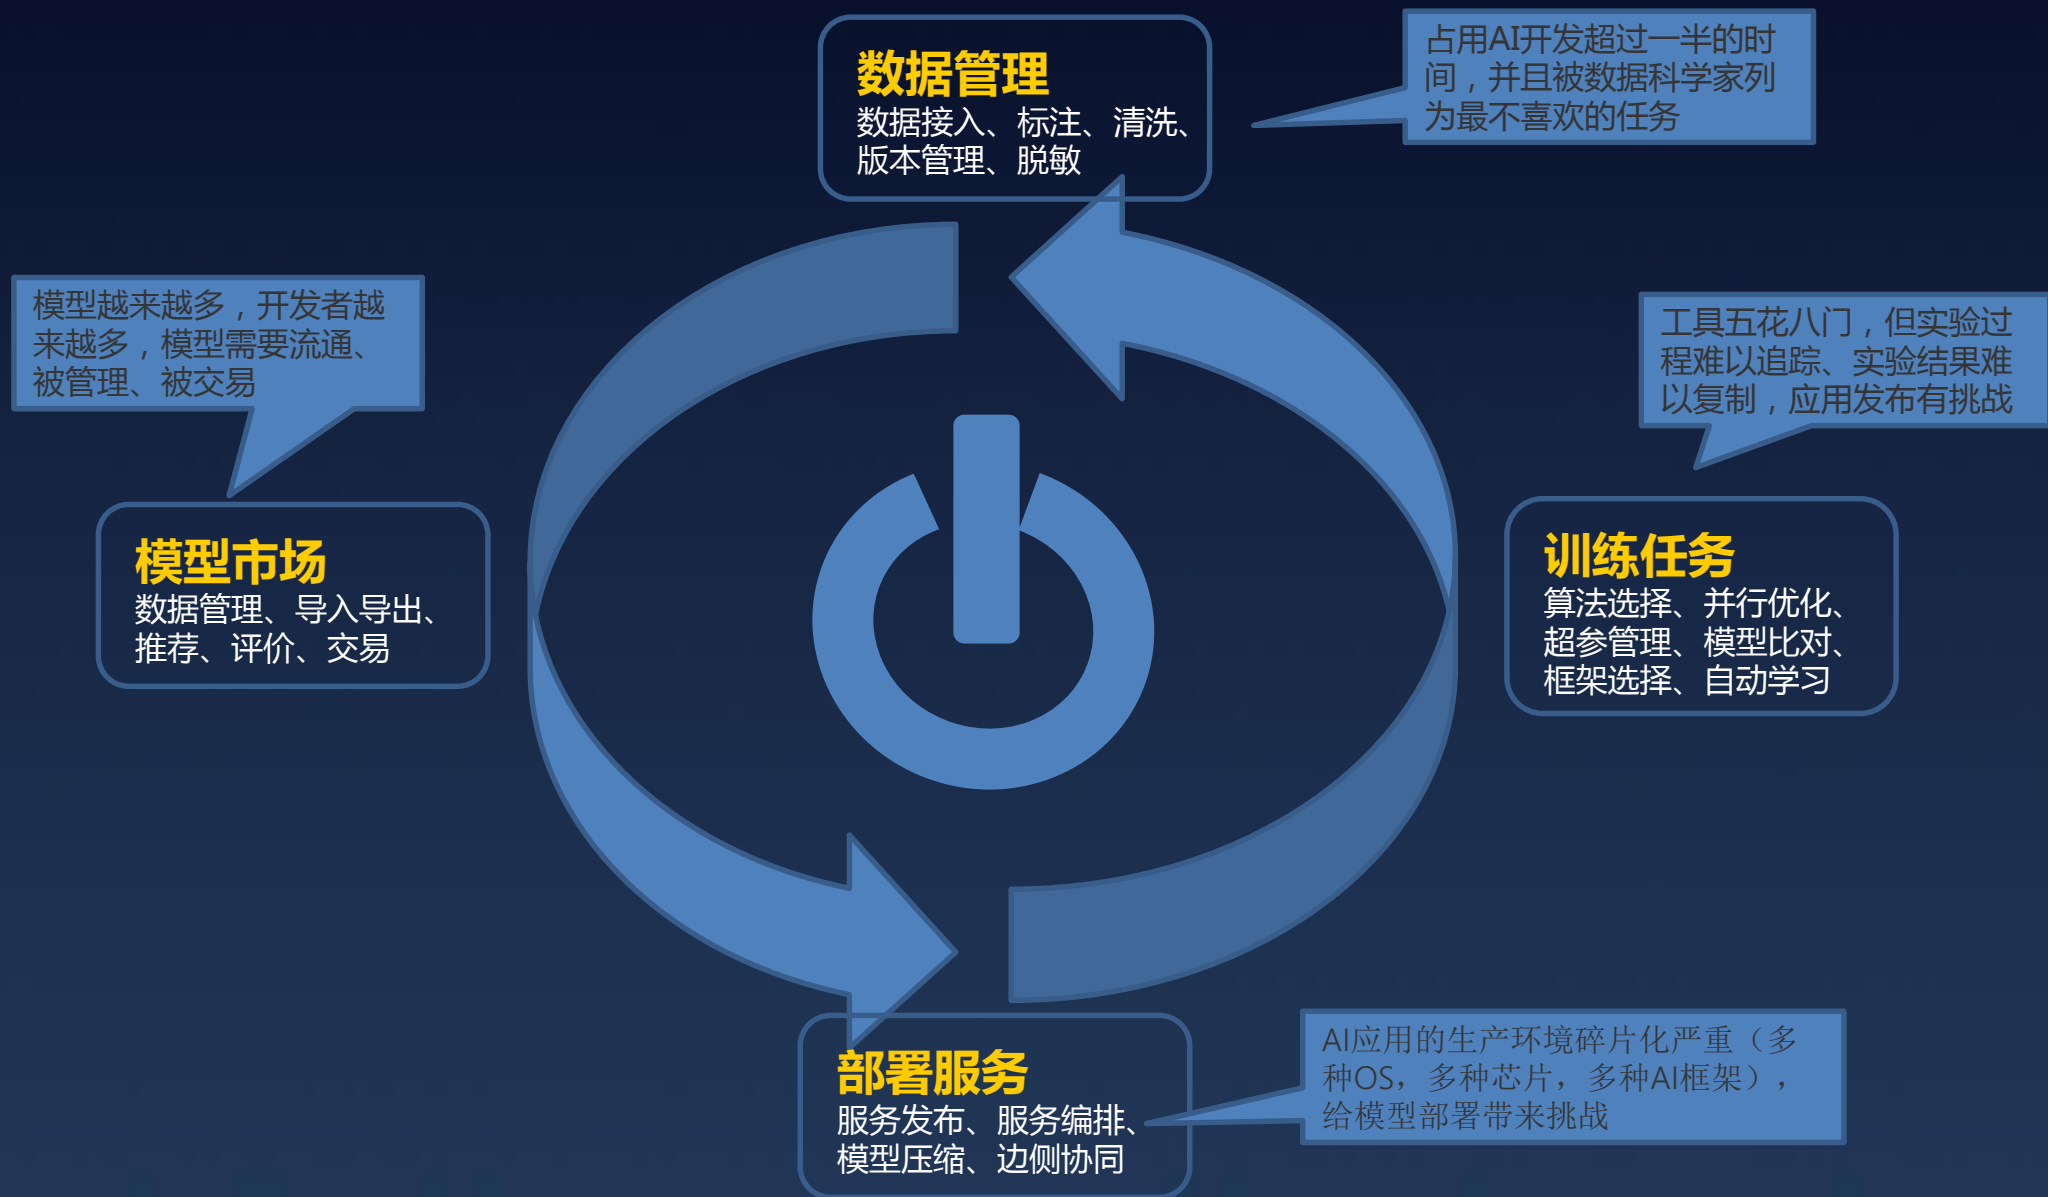 数据管理
数据接入、标注、清洗、
版本管理、脱敏
占用AI开发超过一半的时
间，并且被数据科学家列
为最不喜欢的任务
模型越来越多，开发者越
来越多，模型需要流通、
被管理、被交易
工具五花八门，但实验过
程难以追踪、实验结果难
以复制，应用发布有挑战
模型市场
数据管理、导入导出、
推荐、评价、交易
训练任务
算法选择、并行优化、
超参管理、模型比对、
框架选择、自动学习
部署服务
服务发布、服务编排、
模型压缩、边侧协同
AI应用的生产环境碎片化严重（多
种OS，多种芯片，多种AI框架），
给模型部署带来挑战